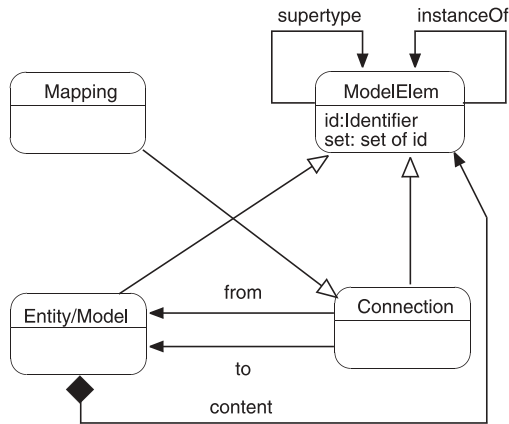 supertype
instanceOf
Mapping
ModelElem
id:Identifier
set: set of id
from
Entity/Model
Connection
to
content